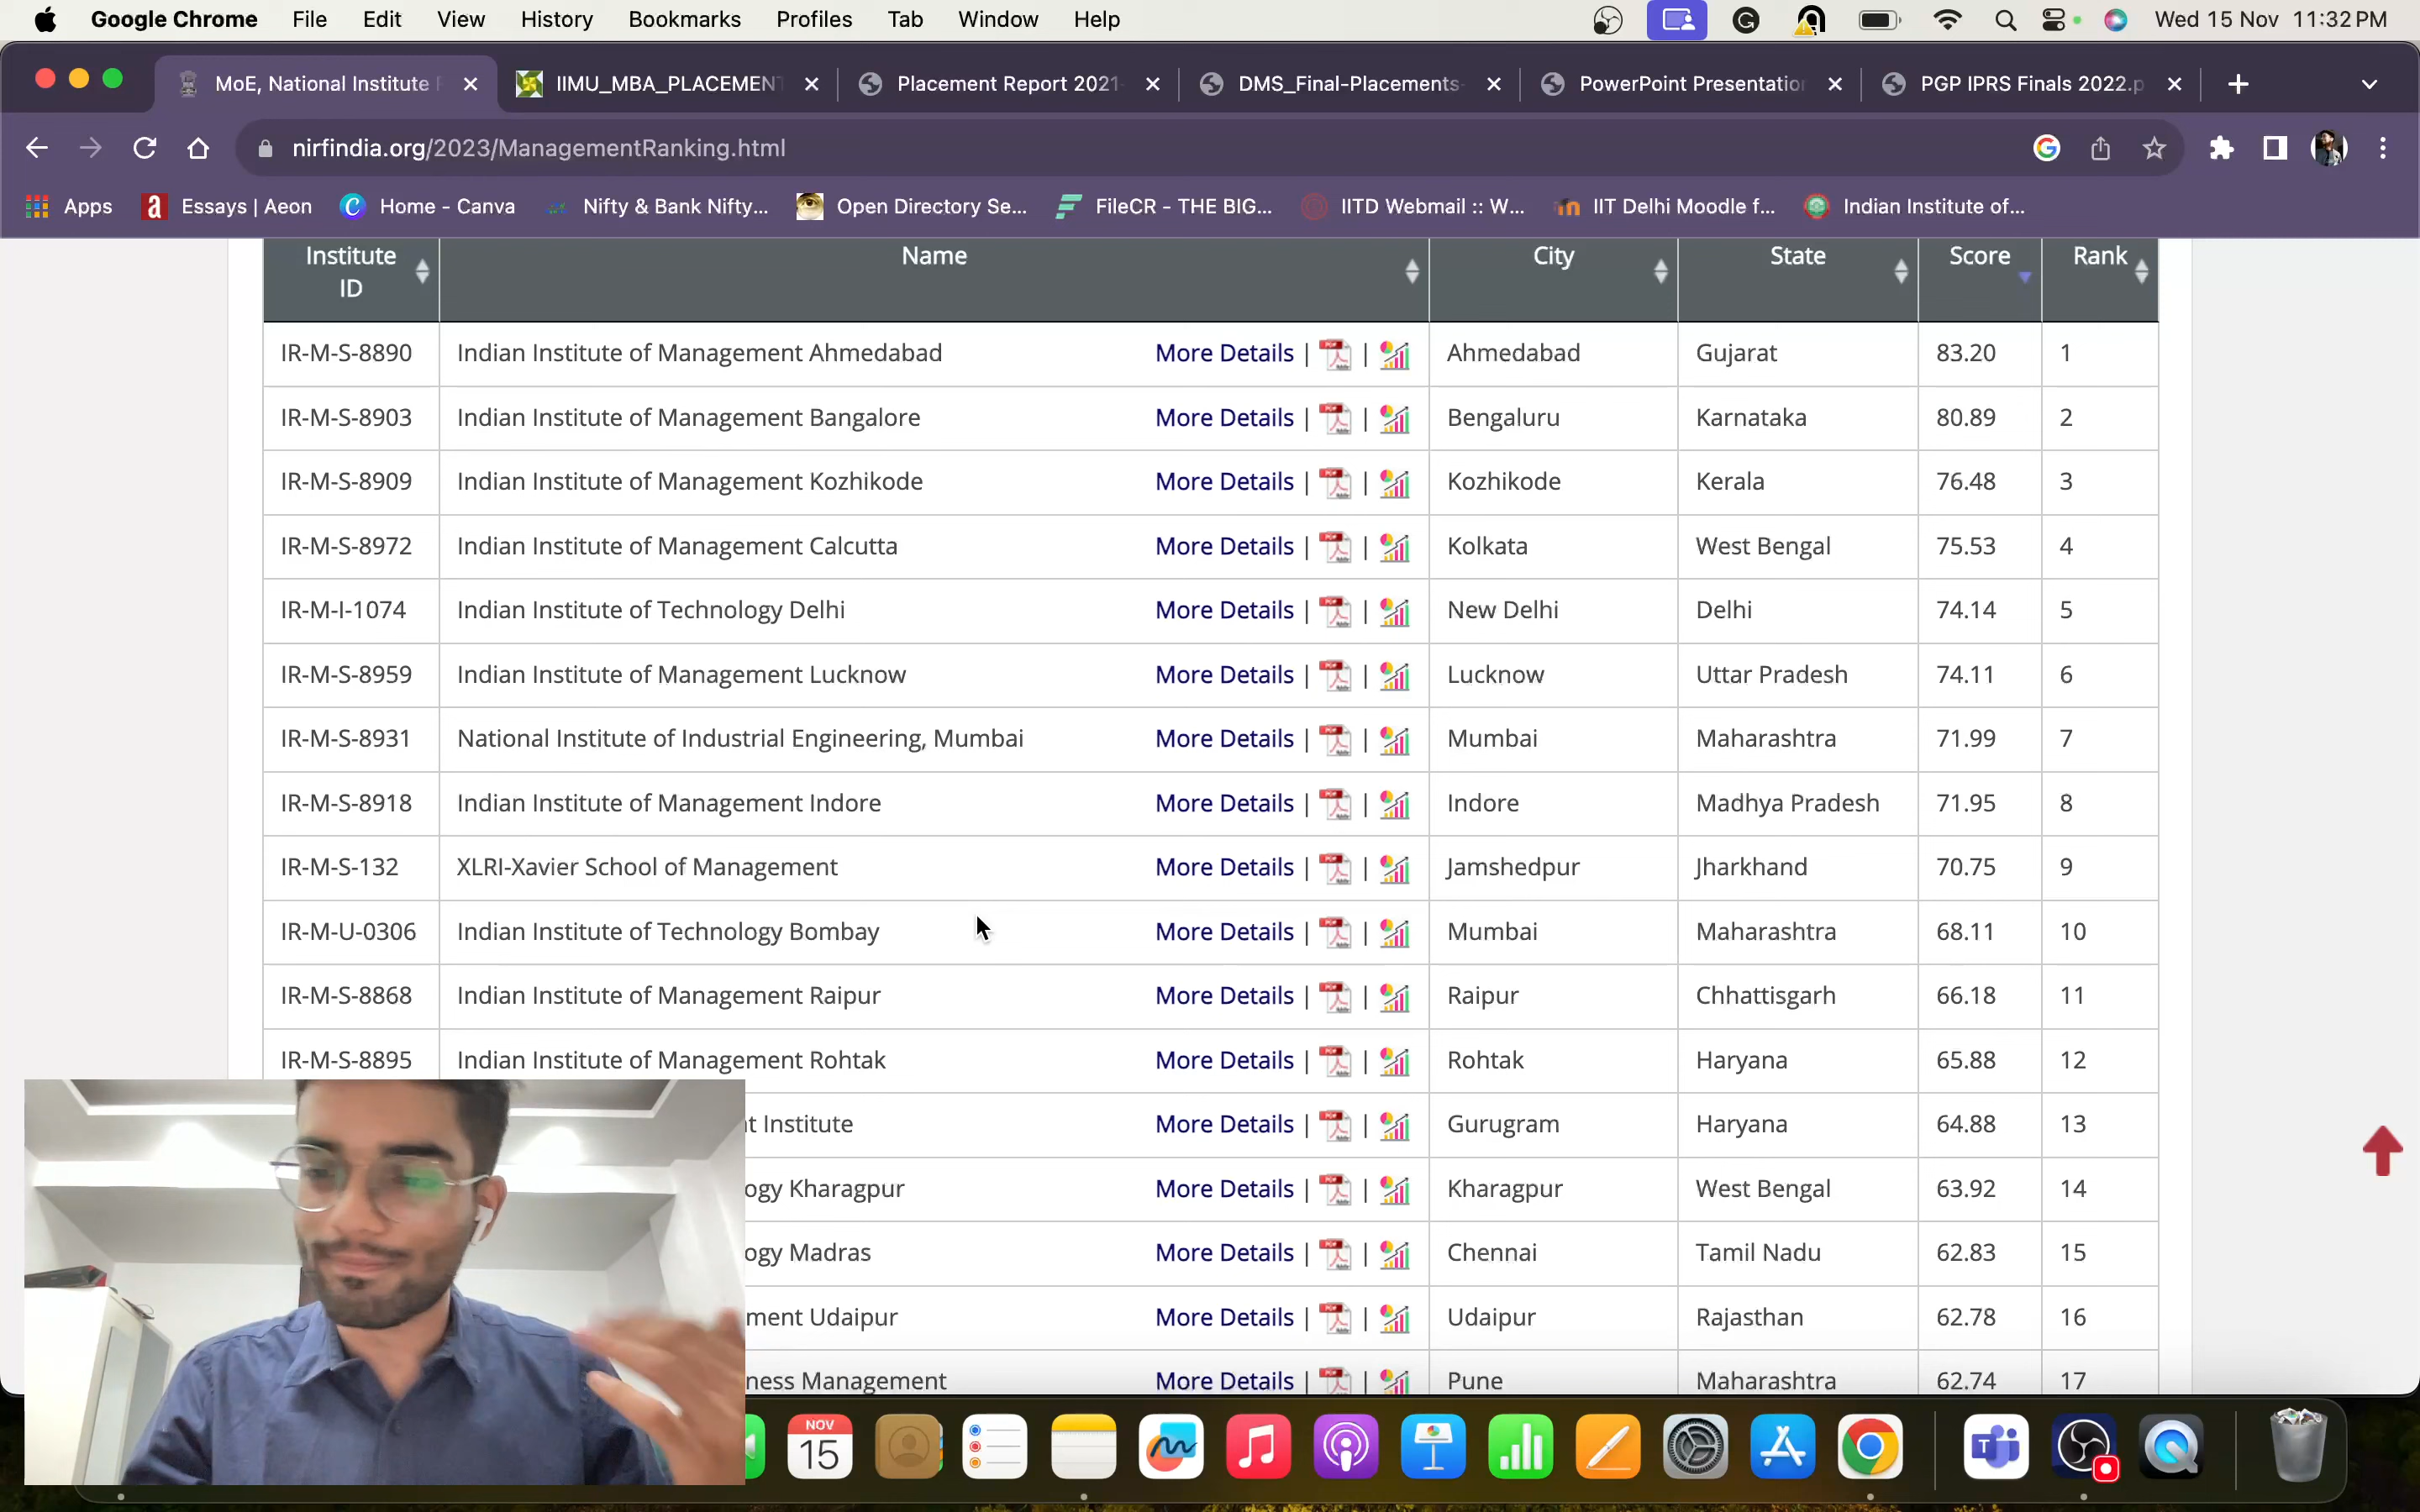 Google Chrome File Edit View History Bookmarks Profiles Tab Window Help Wed 15 Nov 11:32 PM
MoE, National Institute IIMU_MBA_PLACEMEN Placement Report 2021- DMS_Final-Placements- PowerPoint Presentation PGP IPRS Finals 2022.p
nirfindia.org/2023/ManagementRanking.html
Apps Essays | Aeon Home - Canva Nifty & Bank Nifty... Open Directory Se... FileCR - THE BIG... IITD Webmail :: W... IIT Delhi Moodle f... Indian Institute of...
Institute ID Name City State Score Rank
IR-M-S-8890 Indian Institute of Management Ahmedabad More Details | | Ahmedabad Gujarat 83.20 1
IR-M-S-8903 Indian Institute of Management Bangalore More Details | | Bengaluru Karnataka 80.89 2
IR-M-S-8909 Indian Institute of Management Kozhikode More Details | | Kozhikode Kerala 76.48 3
IR-M-S-8972 Indian Institute of Management Calcutta More Details | | Kolkata West Bengal 75.53 4
IR-M-I-1074 Indian Institute of Technology Delhi More Details | | New Delhi Delhi 74.14 5
IR-M-S-8959 Indian Institute of Management Lucknow More Details | | Lucknow Uttar Pradesh 74.11 6
IR-M-S-8931 National Institute of Industrial Engineering, Mumbai More Details | | Mumbai Maharashtra 71.99 7
IR-M-S-8918 Indian Institute of Management Indore More Details | | Indore Madhya Pradesh 71.95 8
IR-M-S-132 XLRI-Xavier School of Management More Details | | Jamshedpur Jharkhand 70.75 9
IR-M-U-0306 Indian Institute of Technology Bombay More Details | | Mumbai Maharashtra 68.11 10
IR-M-S-8868 Indian Institute of Management Raipur More Details | | Raipur Chhattisgarh 66.18 11
IR-M-S-8895 Indian Institute of Management Rohtak More Details | | Rohtak Haryana 65.88 12
t Institute More Details | | Gurugram Haryana 64.88 13
ogy Kharagpur More Details | | Kharagpur West Bengal 63.92 14
ogy Madras More Details | | Chennai Tamil Nadu 62.83 15
ment Udaipur More Details | | Udaipur Rajasthan 62.78 16
ness Management More Details | | Pune Maharashtra 62.74 17
NOV
15